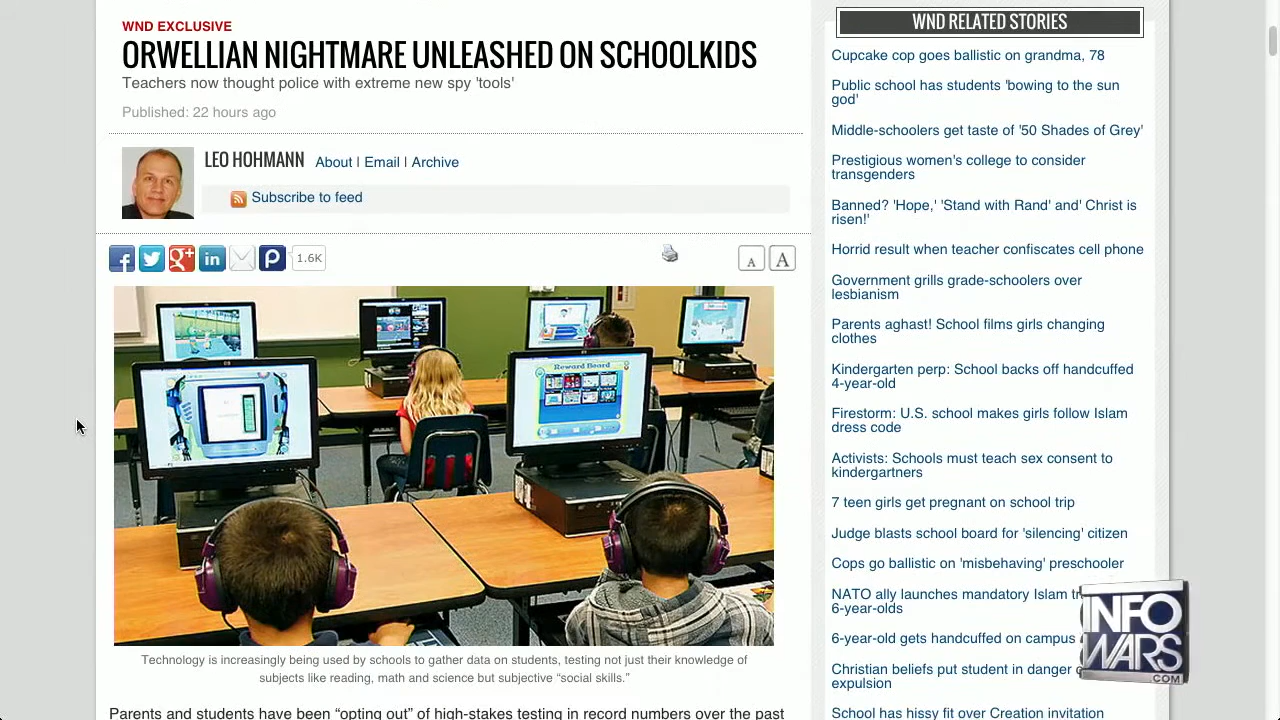 WND EXCLUSIVE
ORWELLIAN NIGHTMARE UNLEASHED ON SCHOOLKIDS
Teachers now thought police with extreme new spy 'tools'
Published: 22 hours ago
LEO HOHMANN About | Email | Archive
Subscribe to feed
1.6K
A A
Reward Board
Technology is increasingly being used by schools to gather data on students, testing not just their knowledge of
subjects like reading, math and science but subjective “social skills.”
Parents and students have been “opting out” of high-stakes testing in record numbers over the past
WND RELATED STORIES
Cupcake cop goes ballistic on grandma, 78
Public school has students 'bowing to the sun
god'
Middle-schoolers get taste of '50 Shades of Grey'
Prestigious women's college to consider
transgenders
Banned? 'Hope,' 'Stand with Rand' and' Christ is
risen!'
Horrid result when teacher confiscates cell phone
Government grills grade-schoolers over
lesbianism
Parents aghast! School films girls changing
clothes
Kindergarten perp: School backs off handcuffed
4-year-old
Firestorm: U.S. school makes girls follow Islam
dress code
Activists: Schools must teach sex consent to
kindergartners
7 teen girls get pregnant on school trip
Judge blasts school board for 'silencing' citizen
Cops go ballistic on 'misbehaving' preschooler
NATO ally launches mandatory Islam
6-year-olds
6-year-old gets handcuffed on campus
Christian beliefs put student in danger
expulsion
School has hissy fit over Creation invitation
INFO
WARS
.COM